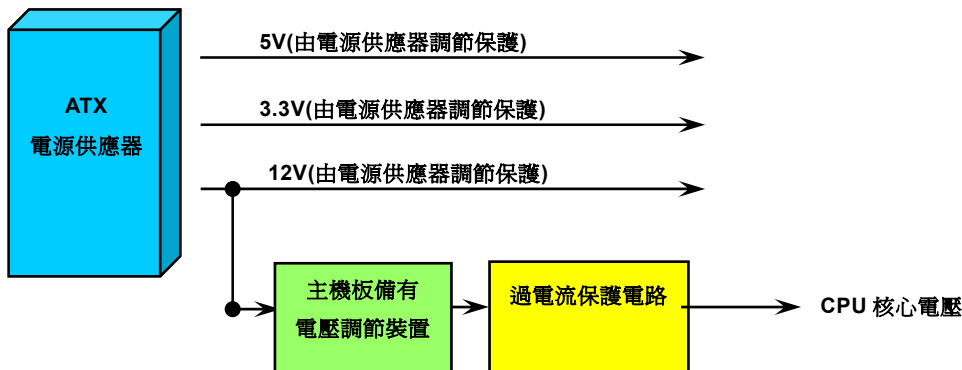 5V(由電源供應器調節保護)
ATX
電源供應器
3.3V(由電源供應器調節保護)
12V(由電源供應器調節保護)
主機板備有
電壓調節裝置
過電流保護電路
CPU 核心電壓